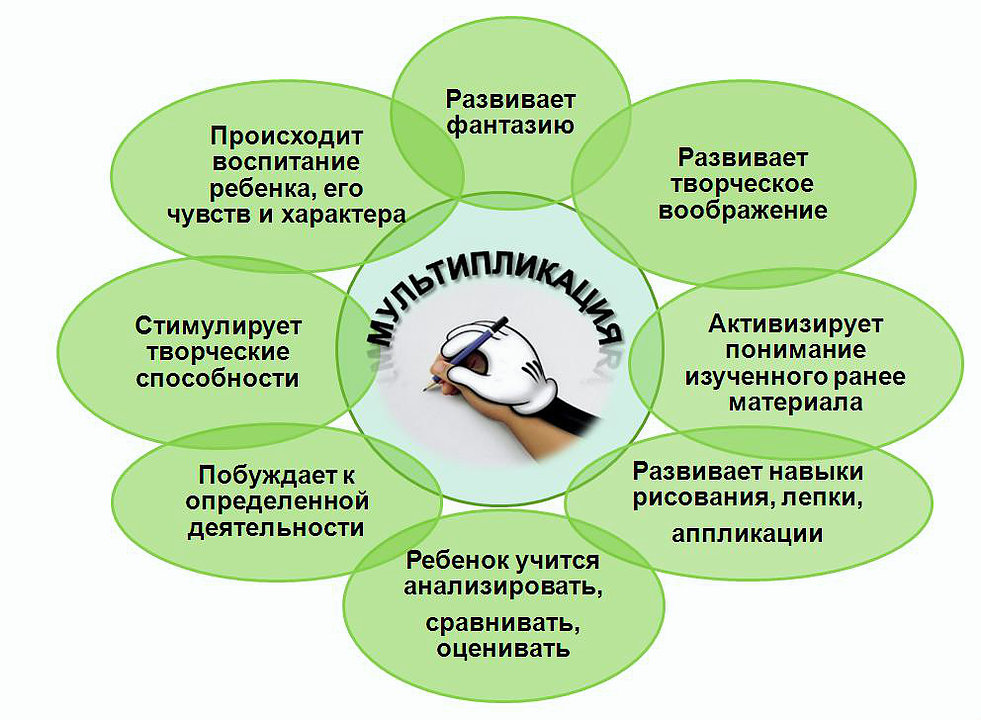 Развивает
фантазию
Развивает
творческое
воображение
Активизирует
понимание
изученного ранее
материала
Развивает навыки
рисования, лепки,
аппликации
Ребенок учится
анализировать,
сравнивать,
оценивать
Побуждает к
определенной
деятельности
Стимулирует
творческие
способности
Происходит
воспитание
ребенка, его
чувств и характера
МУЛЬТИПЛИКАЦИЯ